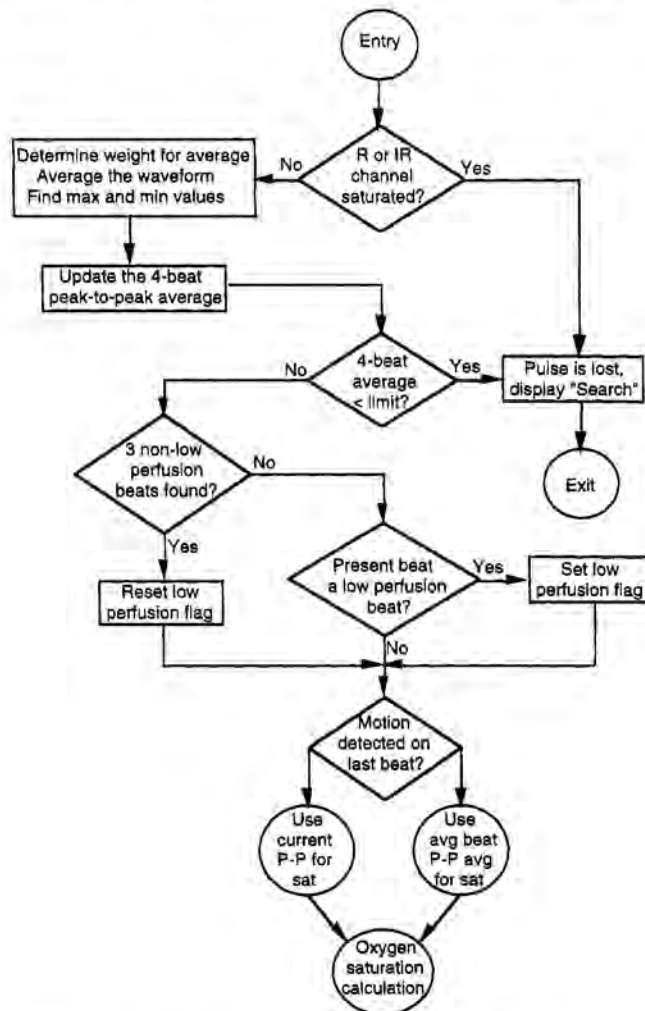 Entry
R or IR
channel
saturated?
No
Yes
Determine weight for average
Average the waveform
Find max and min values
Update the 4-beat
peak-to-peak average
4-beat
average
< limit?
No
Yes
Pulse is lost,
display "Search"
Exit
3 non-low
perfusion
beats found?
No
Yes
Reset low
perfusion flag
Present beat
a low perfusion
beat?
Yes
Set low
perfusion flag
No
Motion
detected on
last beat?
Use
current
P-P for
sat
Use
avg beat
P-P avg
for sat
Oxygen
saturation
calculation